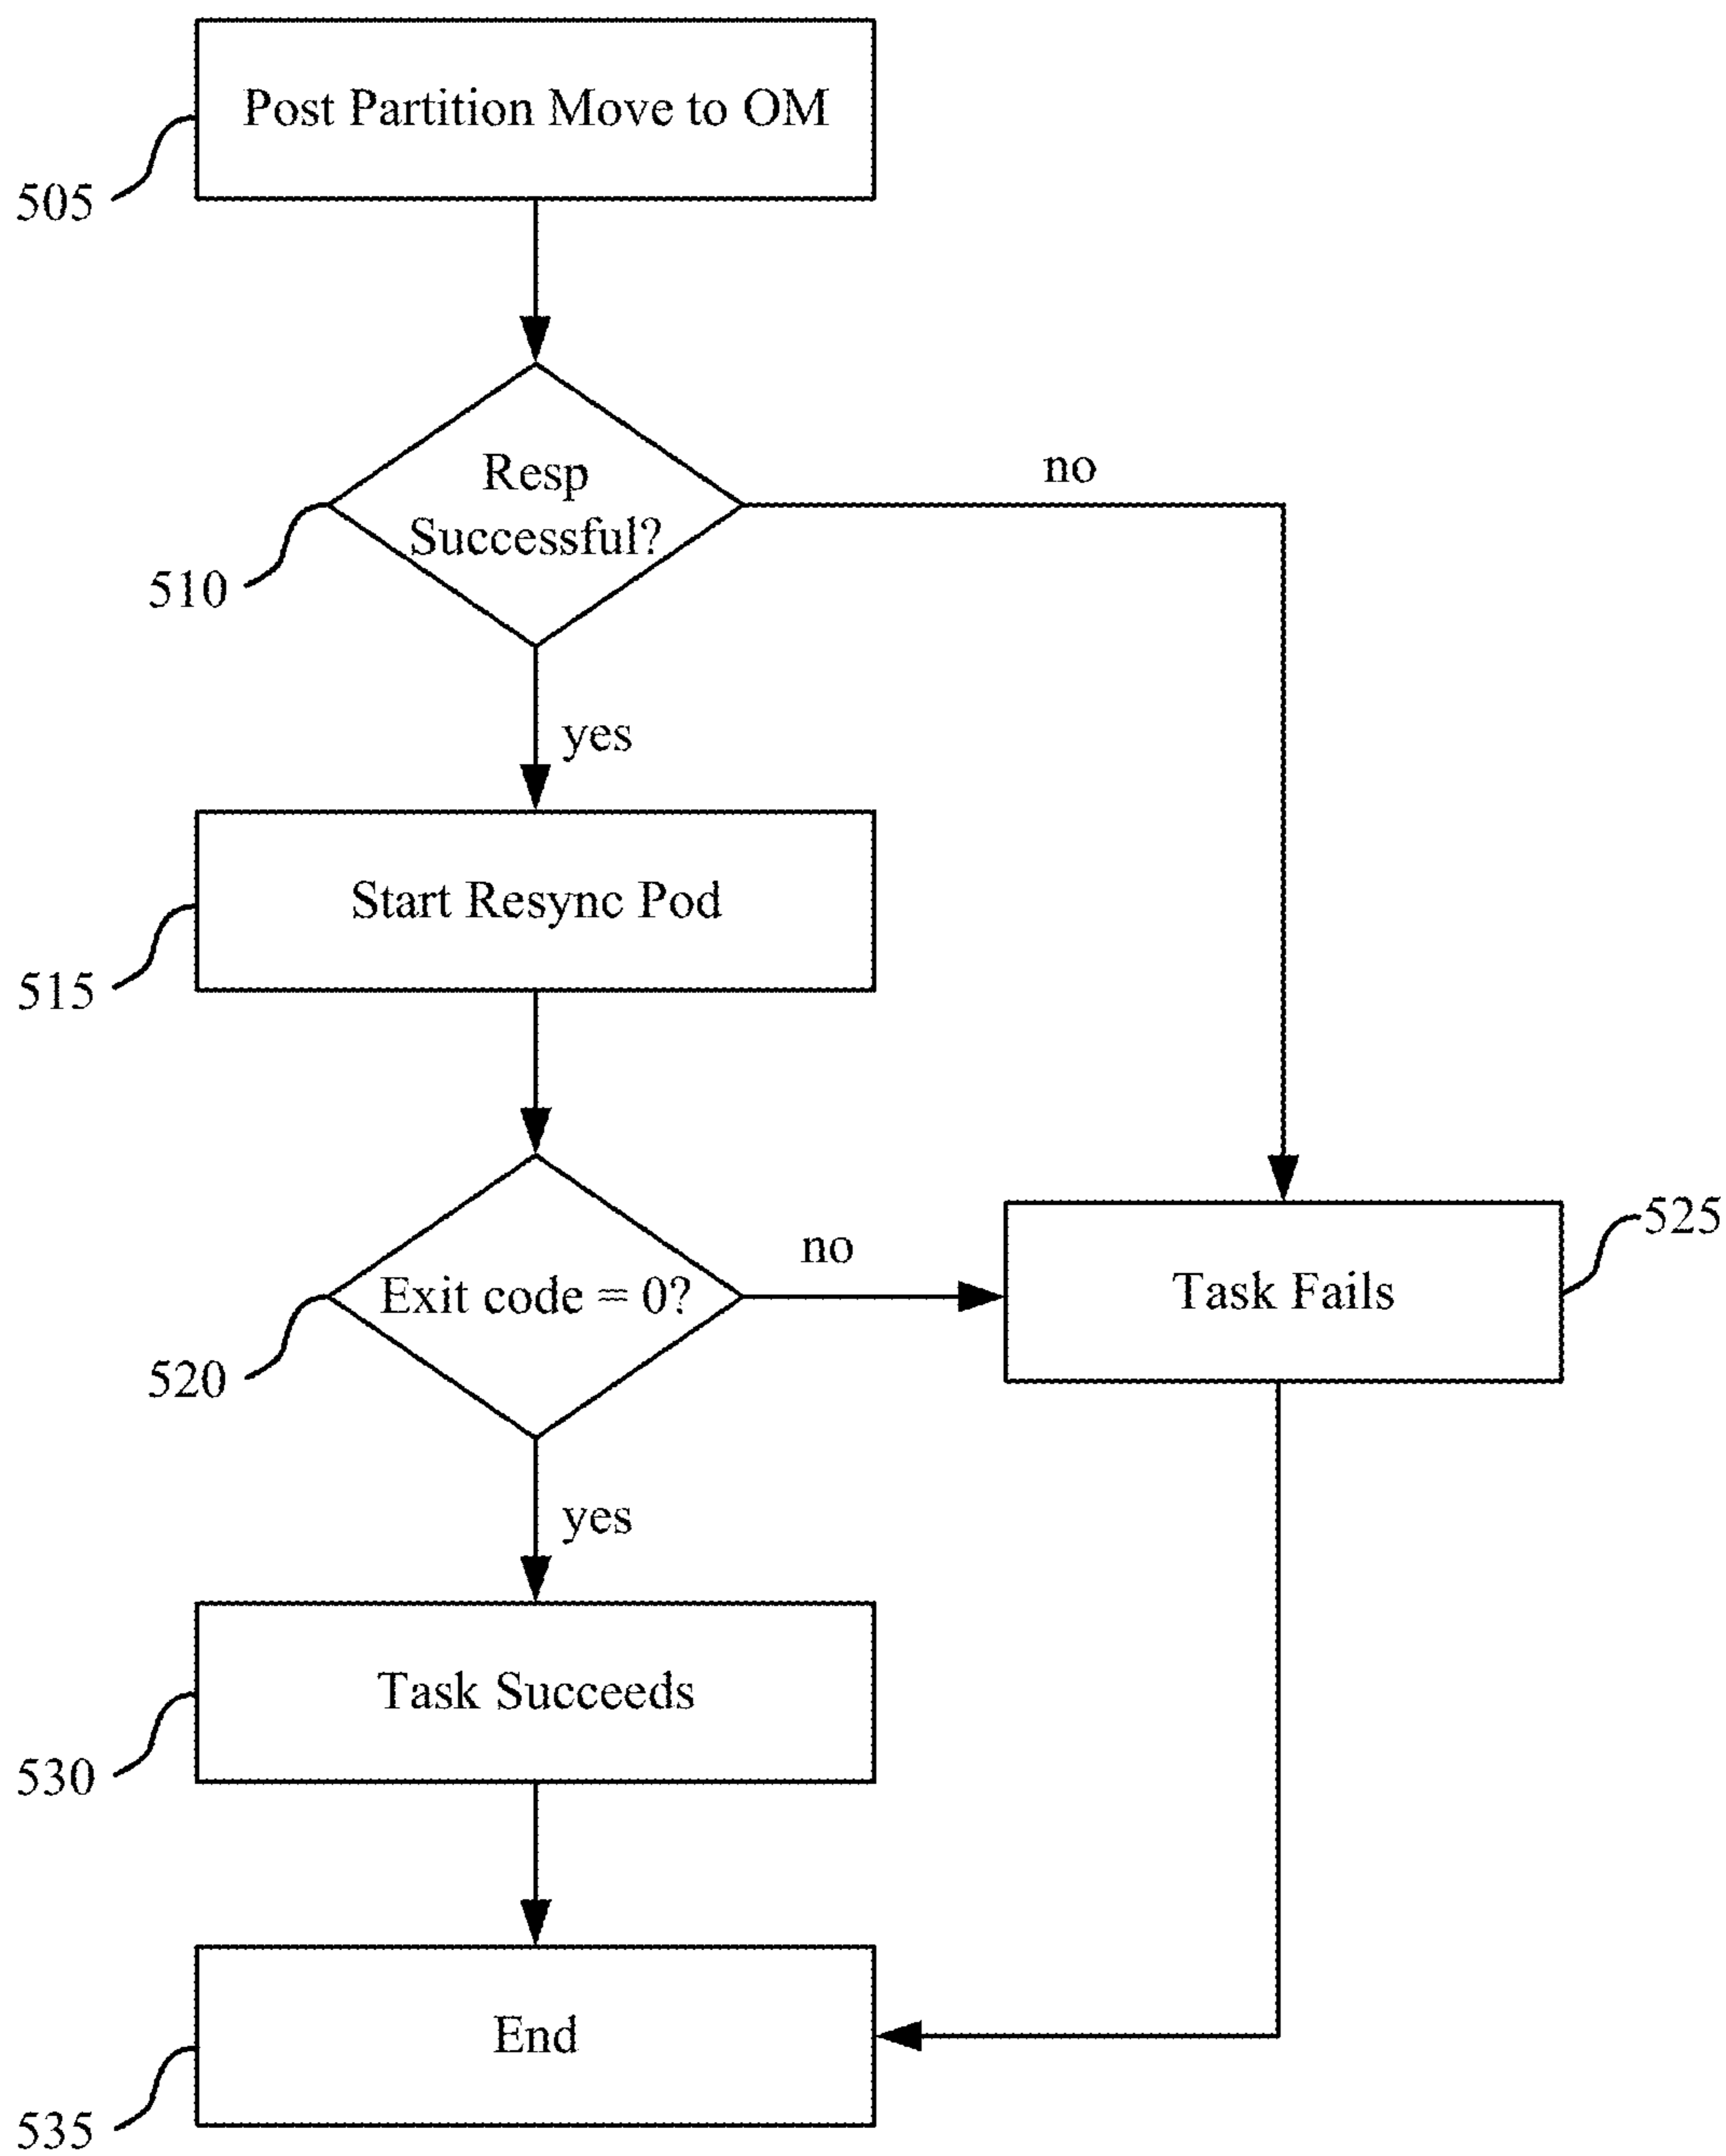 Post Partition Move to OM
505
Resp
Successful?
no
510
yes
Start Resync Pod
515
525
no
Exit code = 0?
Task Fails
520
yes
Task Succeeds
530
End
535